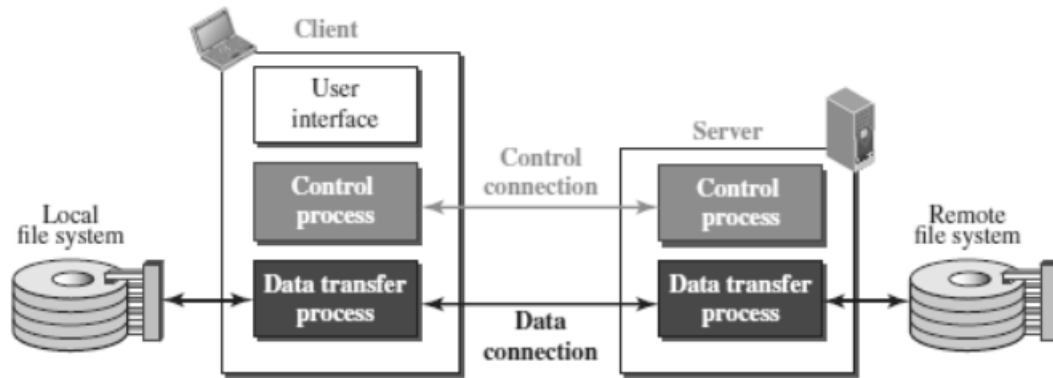 Client
User
interface
Server
Control
connection
Control
process
Control
process
Local
file system
Remote
file system
Data transfer
process
Data transfer
process
Data
connection